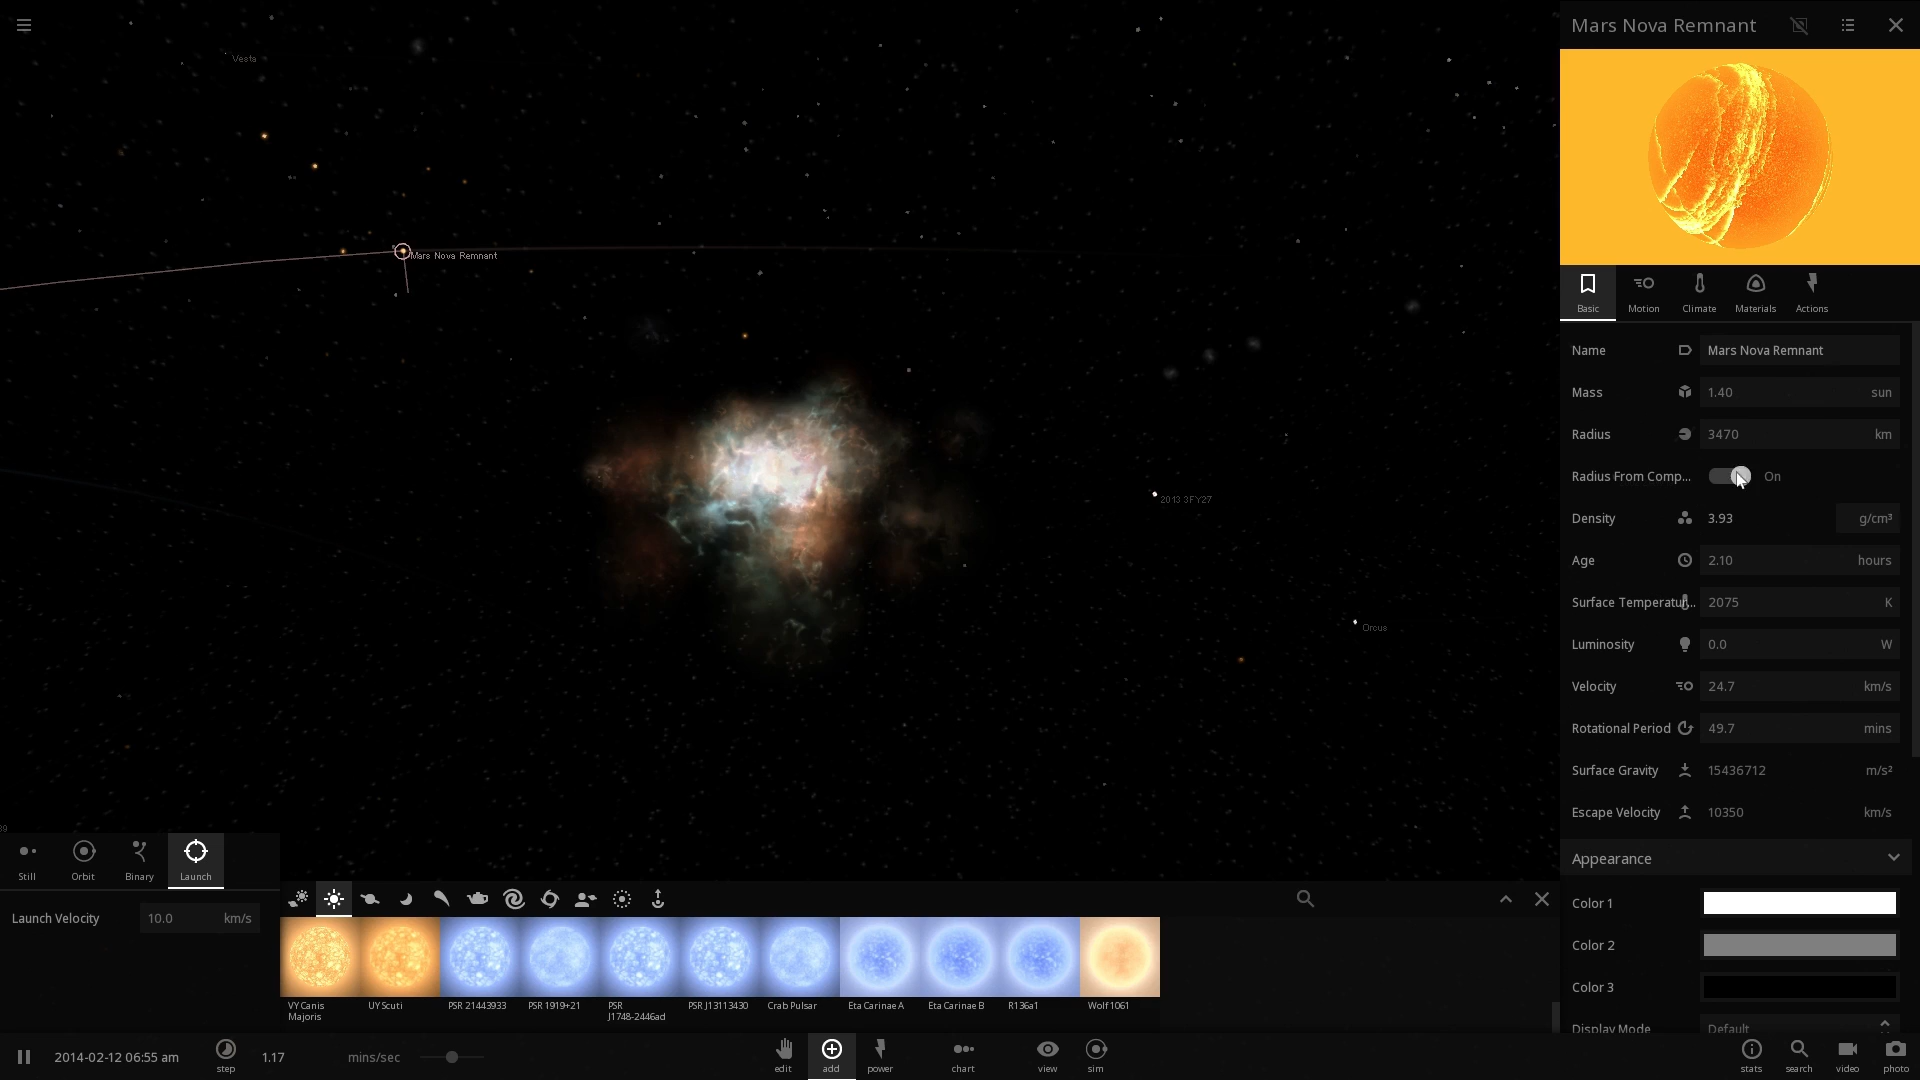 Mars Nova Remnant
Vesta
Mars Nova Remnant
2013 3FY27
Orcus
Basic
Motion
Climate
Materials
Actions
Name Mars Nova Remnant
Mass 1.40 sun
Radius 3470 km
Radius From Comp... On
Density 3.93 g/cm³
Age 2.10 hours
Surface Temperatur... 2075 K
Luminosity 0.0 W
Velocity 24.7 km/s
Rotational Period 49.7 mins
Surface Gravity 15436712 m/s²
Escape Velocity 10350 km/s
Appearance
Color 1
Color 2
Color 3
Display Mode Default
Still
Orbit
Binary
Launch
Launch Velocity 10.0 km/s
VY Canis
Majoris
UY Scuti
PSR 21443933
PSR 1919+21
PSR
J1748-2446ad
PSR J13113430
Crab Pulsar
Eta Carinae A
Eta Carinae B
R136a1
Wolf 1061
2014-02-12 06:55 am
step
1.17 mins/sec
edit
add
power
chart
view
sim
stats
search
video
photo